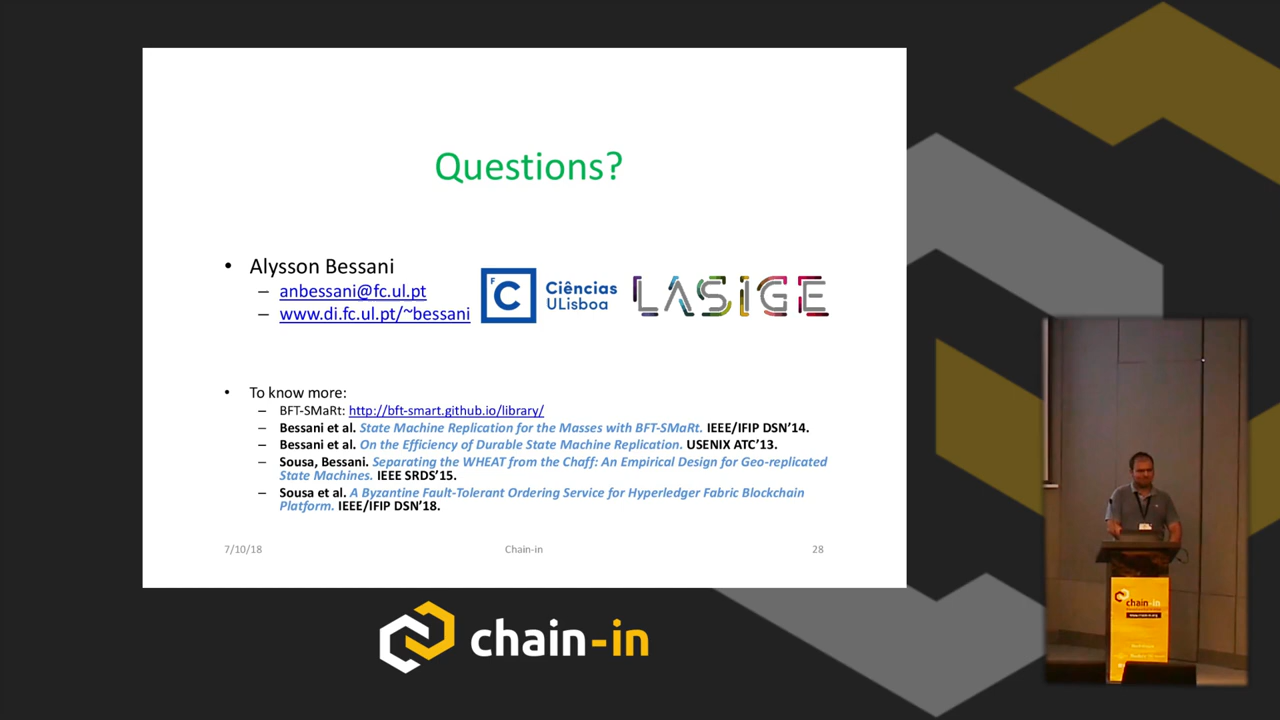 Questions?
• Alysson Bessani
– anbessani@fc.ul.pt
– www.di.fc.ul.pt/~bessani
F
C
Ciências
ULisboa
LASIGE
• To know more:
– BFT-SMaRt: http://bft-smart.github.io/library/
– Bessani et al. State Machine Replication for the Masses with BFT-SMaRt. IEEE/IFIP DSN’14.
– Bessani et al. On the Efficiency of Durable State Machine Replication. USENIX ATC’13.
– Sousa, Bessani. Separating the WHEAT from the Chaff: An Empirical Design for Geo-replicated
State Machines. IEEE SRDS’15.
– Sousa et al. A Byzantine Fault-Tolerant Ordering Service for Hyperledger Fabric Blockchain
Platform. IEEE/IFIP DSN’18.
7/10/18
Chain-in
28
chain-in
chain-in